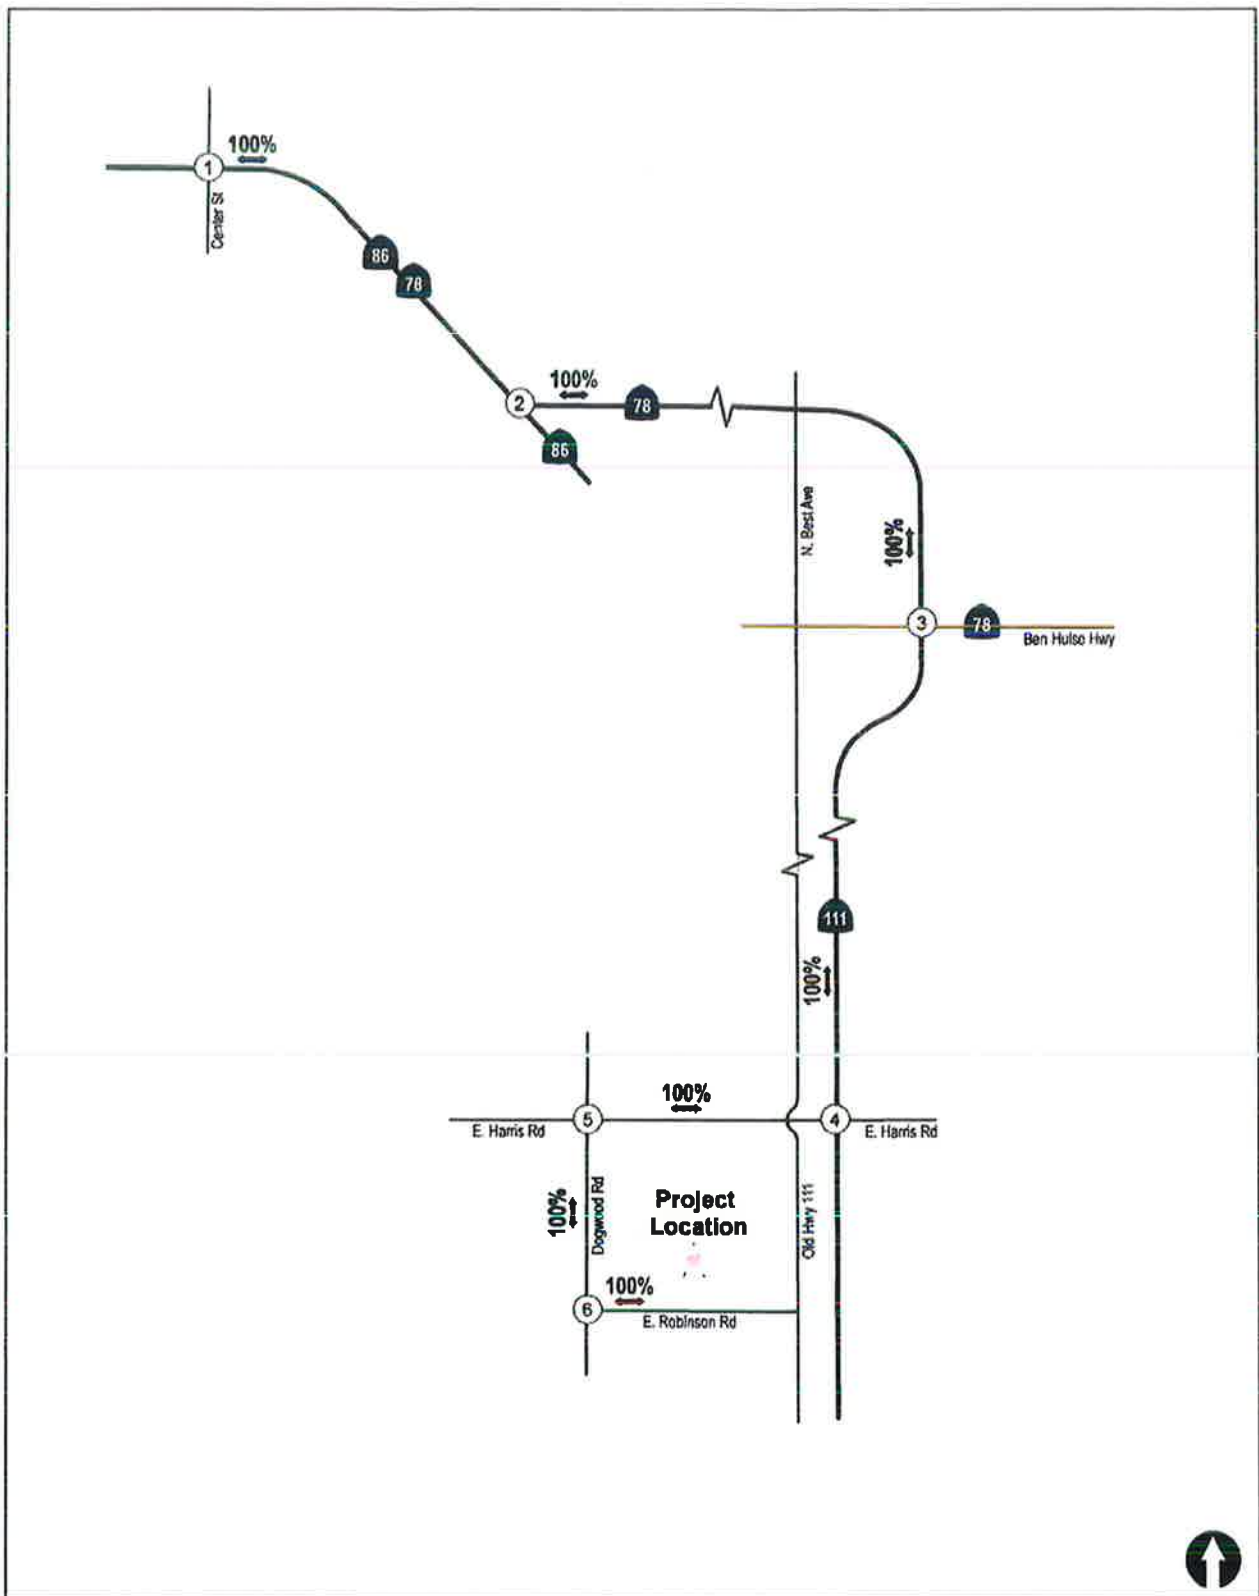 100%
1
Center St
86
78
100%
2
78
86
N. Best Ave
100%
3
78
Ben Hulse Hwy
111
100%
100%
5
4
E. Harris Rd
E. Harris Rd
100%
Dogwood Rd
Project
Location
Old Hwy 111
100%
6
E. Robinson Rd